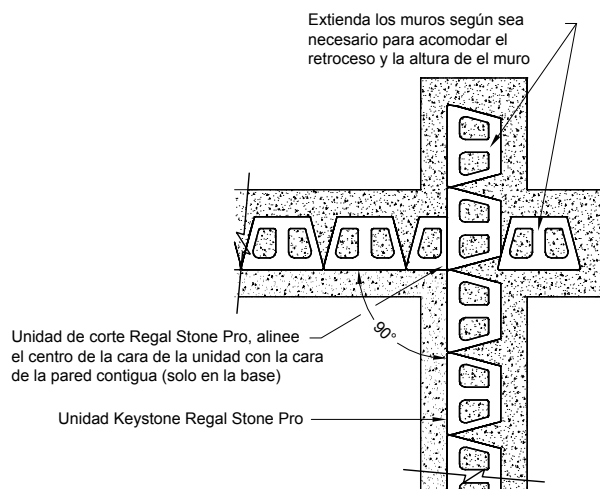 Extienda los muros según sea
necesario para acomodar el
retroceso y la altura de el muro
90°
Unidad de corte Regal Stone Pro, alinee
el centro de la cara de la unidad con la cara
de la pared contigua (solo en la base)
Unidad Keystone Regal Stone Pro